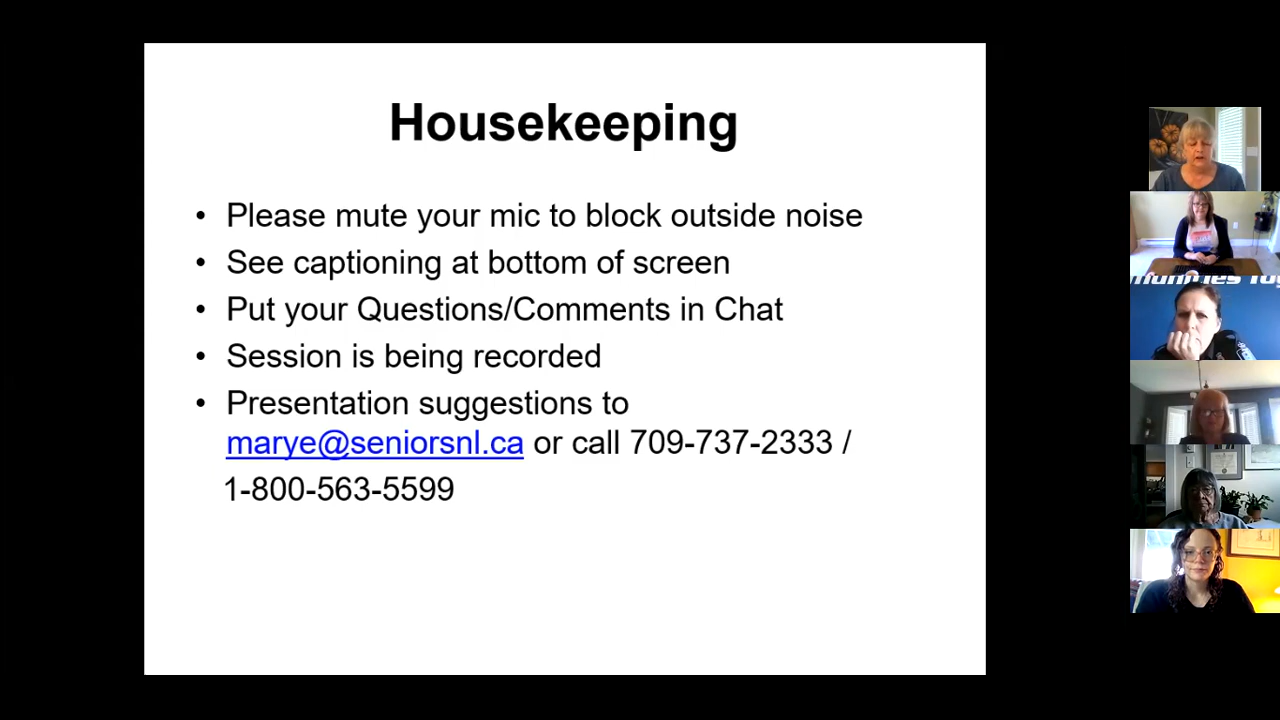 Housekeeping
• Please mute your mic to block outside noise
• See captioning at bottom of screen
• Put your Questions/Comments in Chat
• Session is being recorded
• Presentation suggestions to
marye@seniorsnl.ca or call 709-737-2333 /
1-800-563-5599